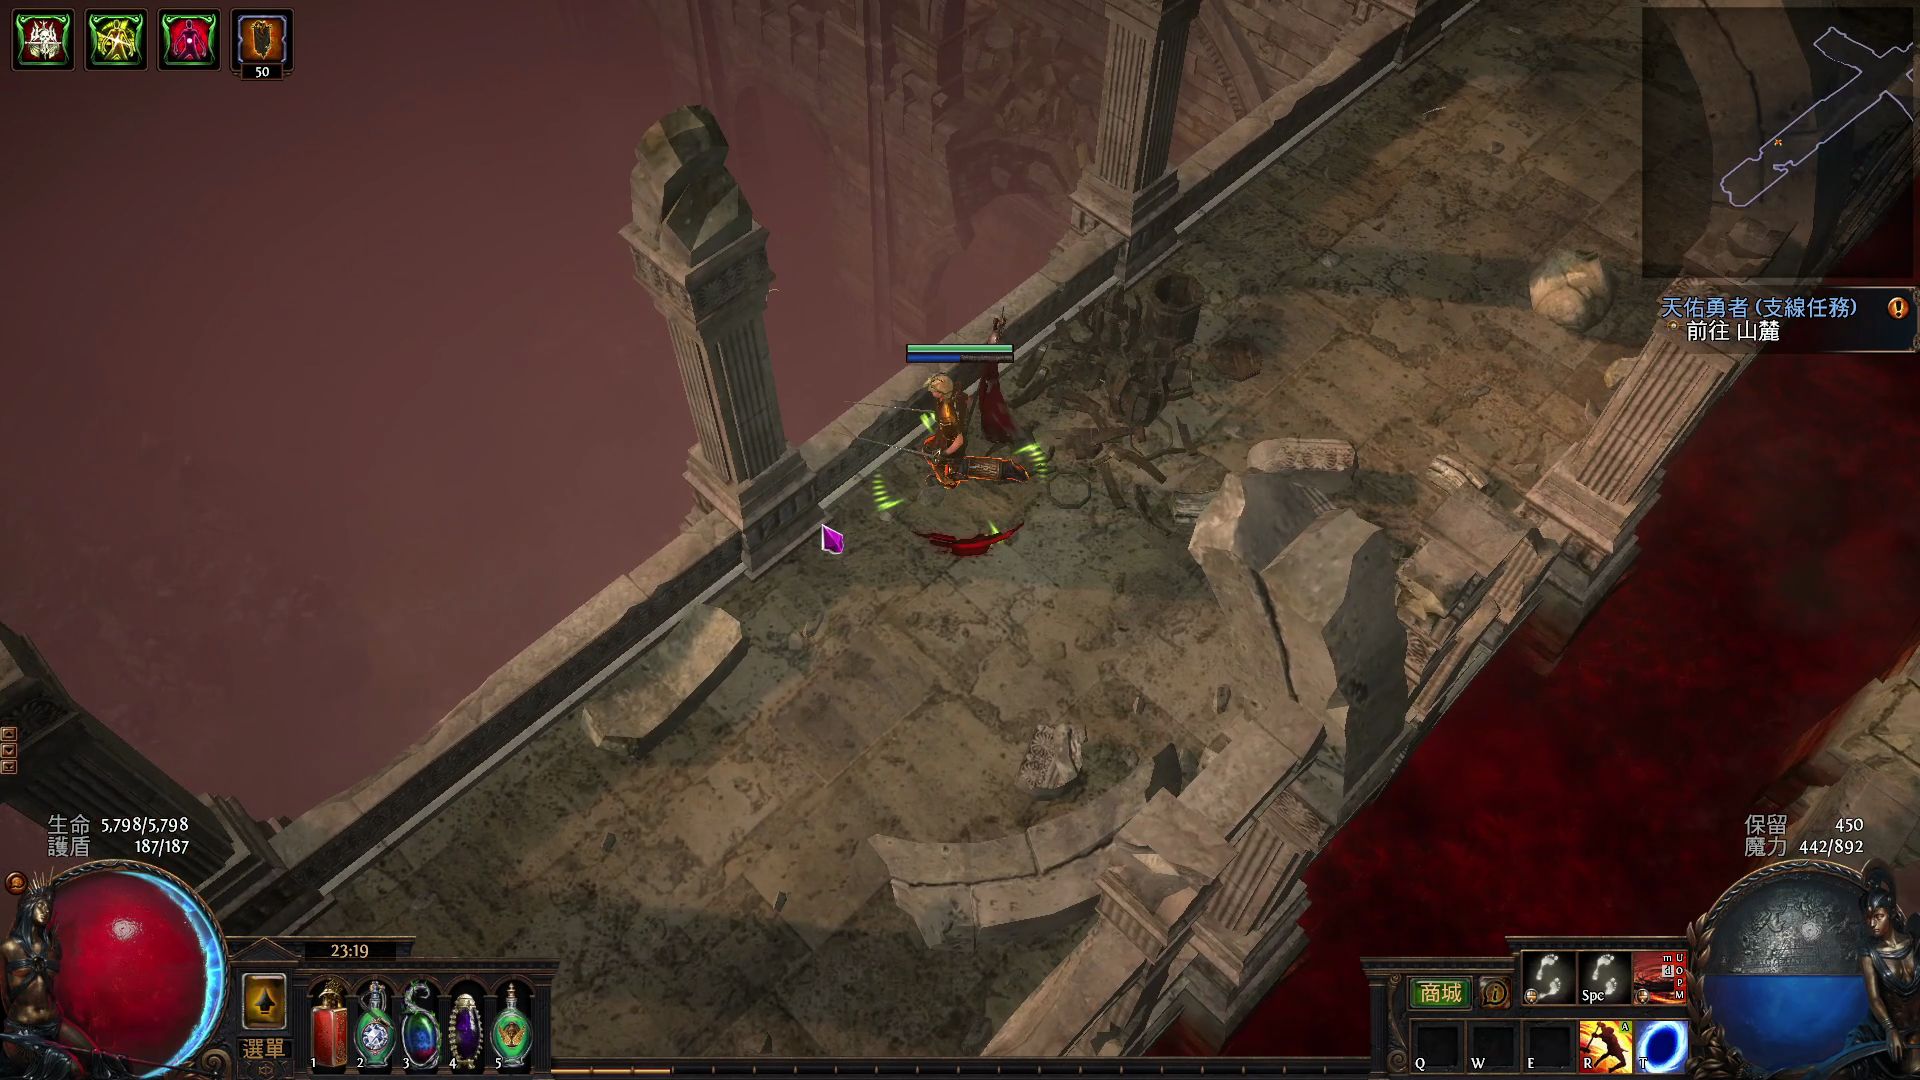 50
天佑勇者 (支線任務)
前往 山麓
生命 5,798/5,798
護盾 187/187
保留 450
魔力 442/892
23:19
選單
1
2
3
4
5
商城
Spc
m U
d O
P
M
Q
W
E
R
A
T